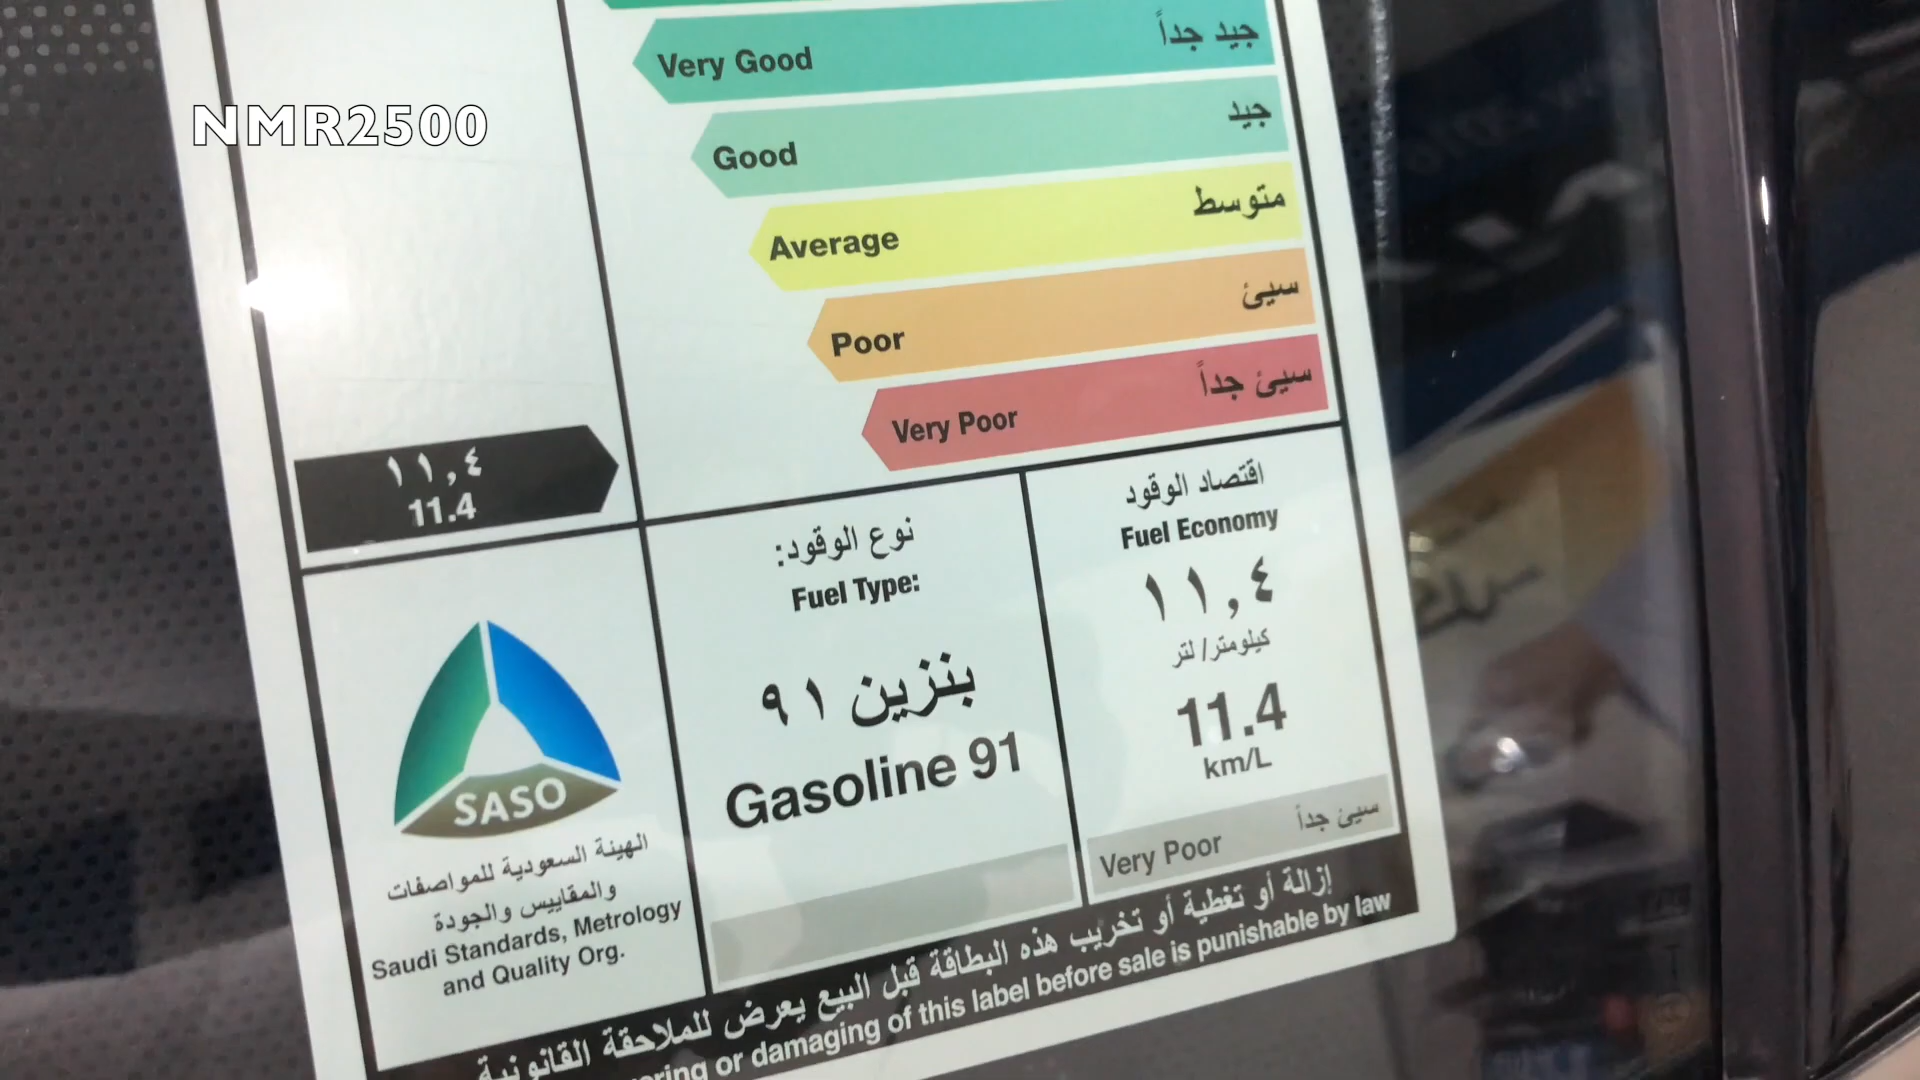 NMR2500
Very Good جيد جداً
Good جيد
Average متوسط
Poor سيئ
Very Poor سيئ جداً
١١,٤
11.4
نوع الوقود:
Fuel Type:
بنزين ٩١
Gasoline 91
اقتصاد الوقود
Fuel Economy
١١,٤
كيلومتر/ لتر
11.4
km/L
Very Poor سيئ جداً
SASO
الهيئة السعودية للمواصفات
والمقاييس والجودة
Saudi Standards, Metrology
and Quality Org.
إزالة أو تغطية أو تخريب هذه البطاقة قبل البيع يعرض للملاحقة القانونية
or damaging of this label before sale is punishable by law